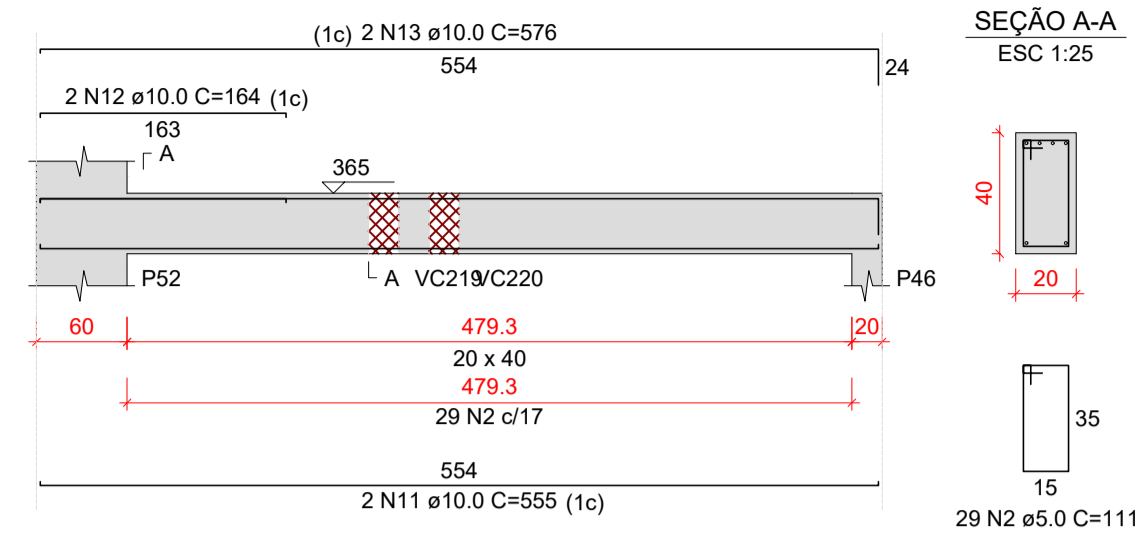 (1c) 2 N13 ø10.0 C=576
554
24
2 N12 ø10.0 C=164 (1c)
163
A
365
P52
A
VC219
VC220
P46
60
479.3
20
20 x 40
479.3
29 N2 c/17
554
2 N11 ø10.0 C=555 (1c)
SEÇÃO A-A
ESC 1:25
40
20
35
15
29 N2 ø5.0 C=111